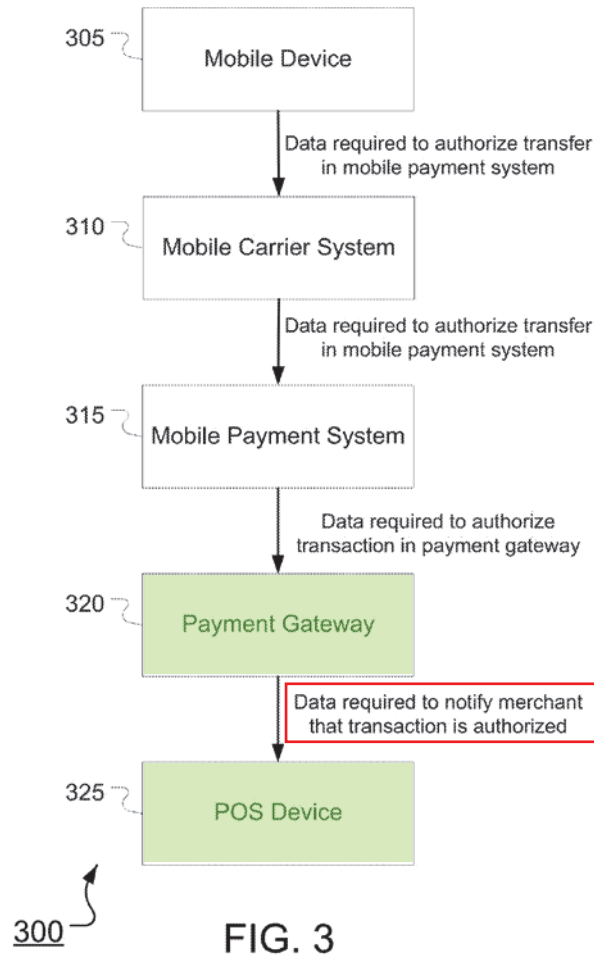 305
Mobile Device
Data required to authorize transfer
in mobile payment system
310
Mobile Carrier System
Data required to authorize transfer
in mobile payment system
315
Mobile Payment System
Data required to authorize
transaction in payment gateway
320
Payment Gateway
Data required to notify merchant
that transaction is authorized
325
POS Device
300
FIG. 3